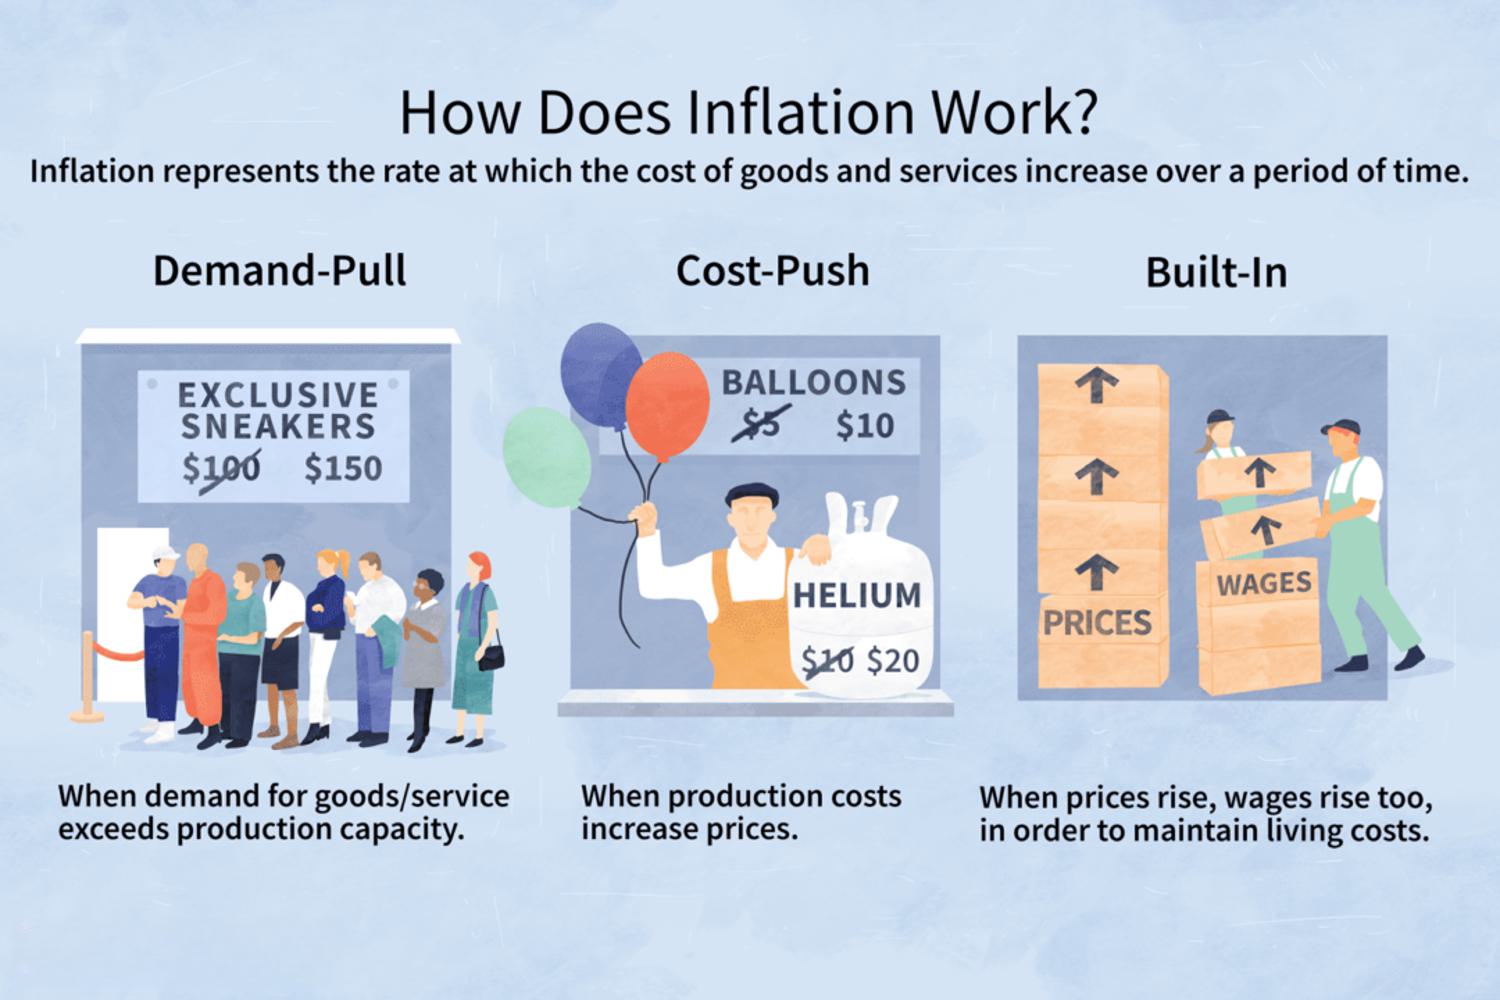 How Does Inflation Work?
Inflation represents the rate at which the cost of goods and services increase over a period of time.
Demand-Pull
EXCLUSIVE
SNEAKERS
$100 $150
When demand for goods/service
exceeds production capacity.
Cost-Push
BALLOONS
$5 $10
HELIUM
$10 $20
When production costs
increase prices.
Built-In
PRICES
WAGES
When prices rise, wages rise too,
in order to maintain living costs.